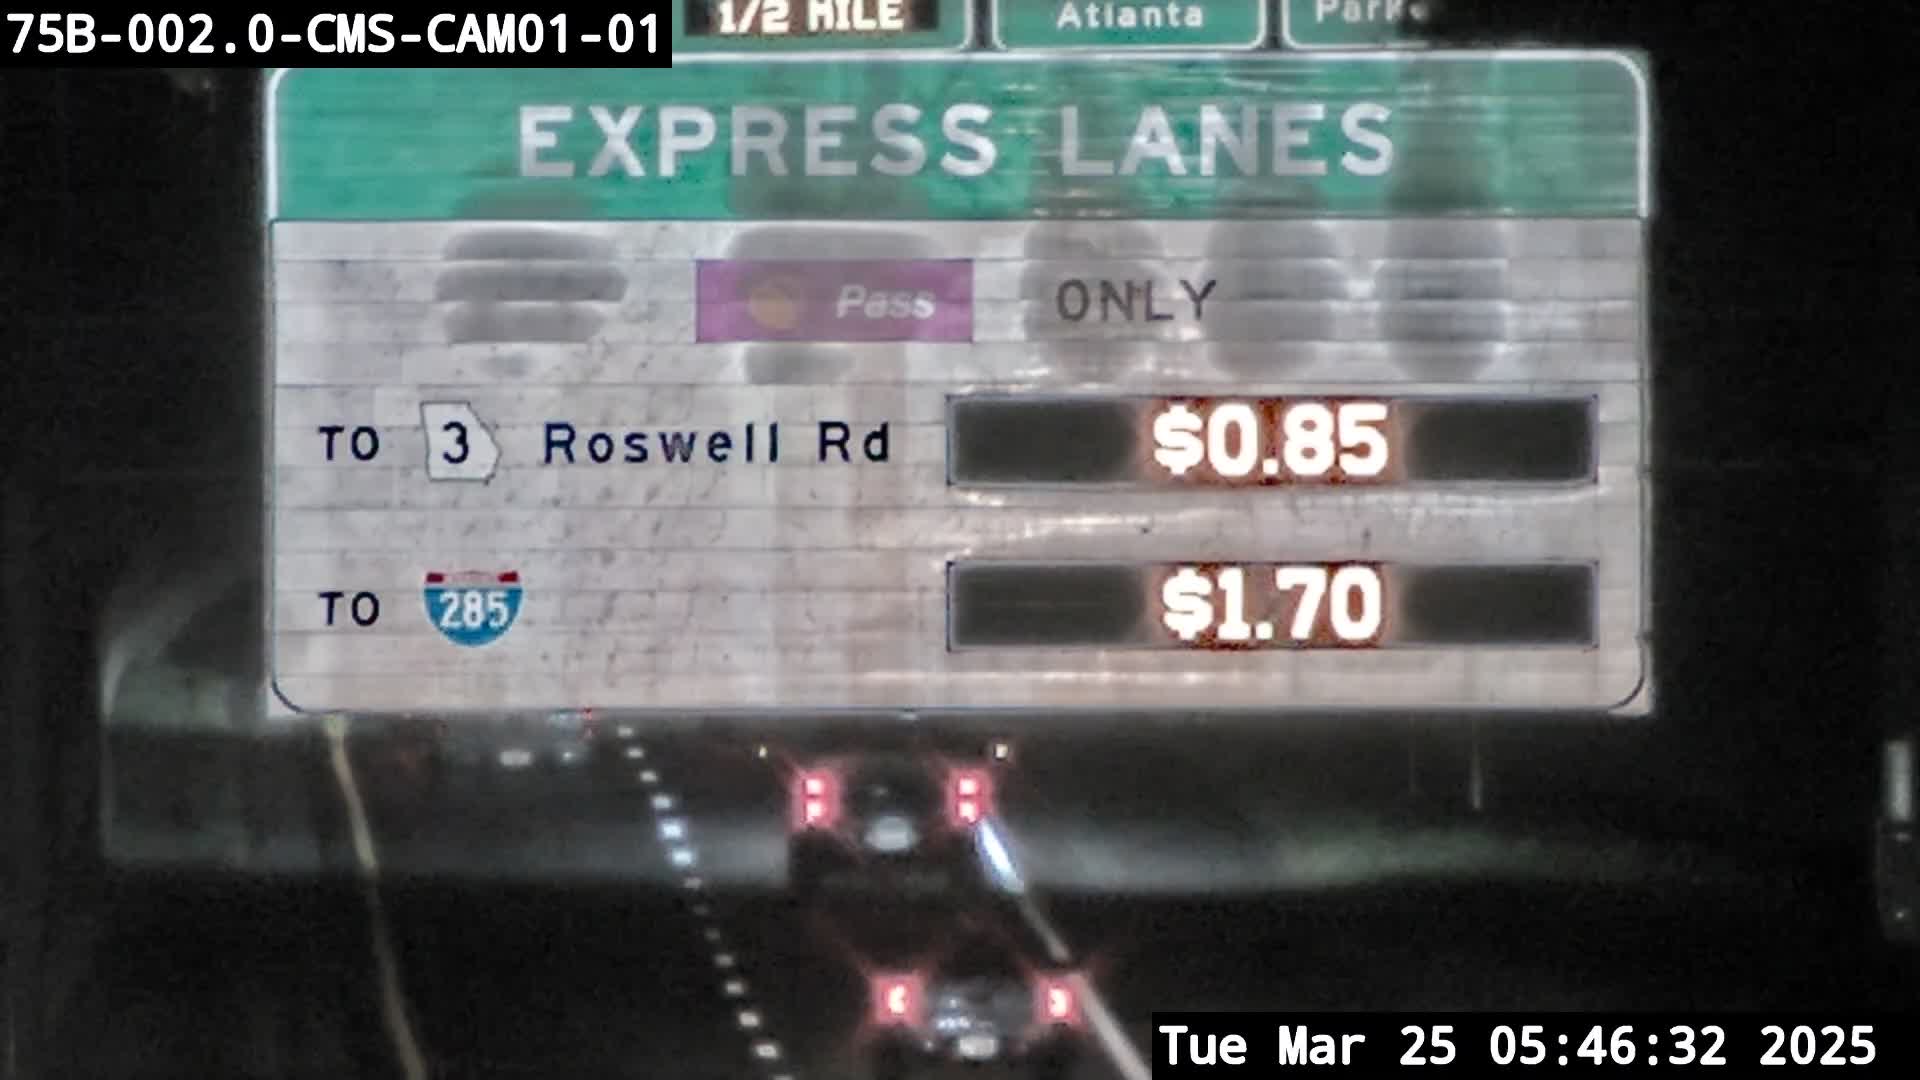 75B-002.0-CMS-CAM01-01
1/2 MILE
Atlanta
EXPRESS LANES
Pass ONLY
TO 3 Roswell Rd $0.85
TO 285 $1.70
Tue Mar 25 05:46:32 2025